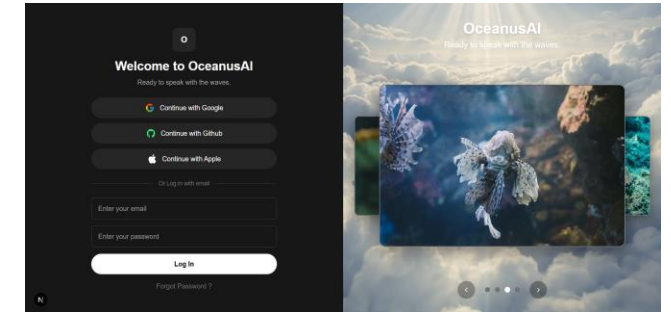 O
Welcome to OceanusAI
Ready to speak with the waves.
Continue with Google
Continue with Github
Continue with Apple
Or Log in with email
Enter your email
Enter your password
Log In
Forgot Password ?
N
OceanusAI
Ready to speak with the waves.